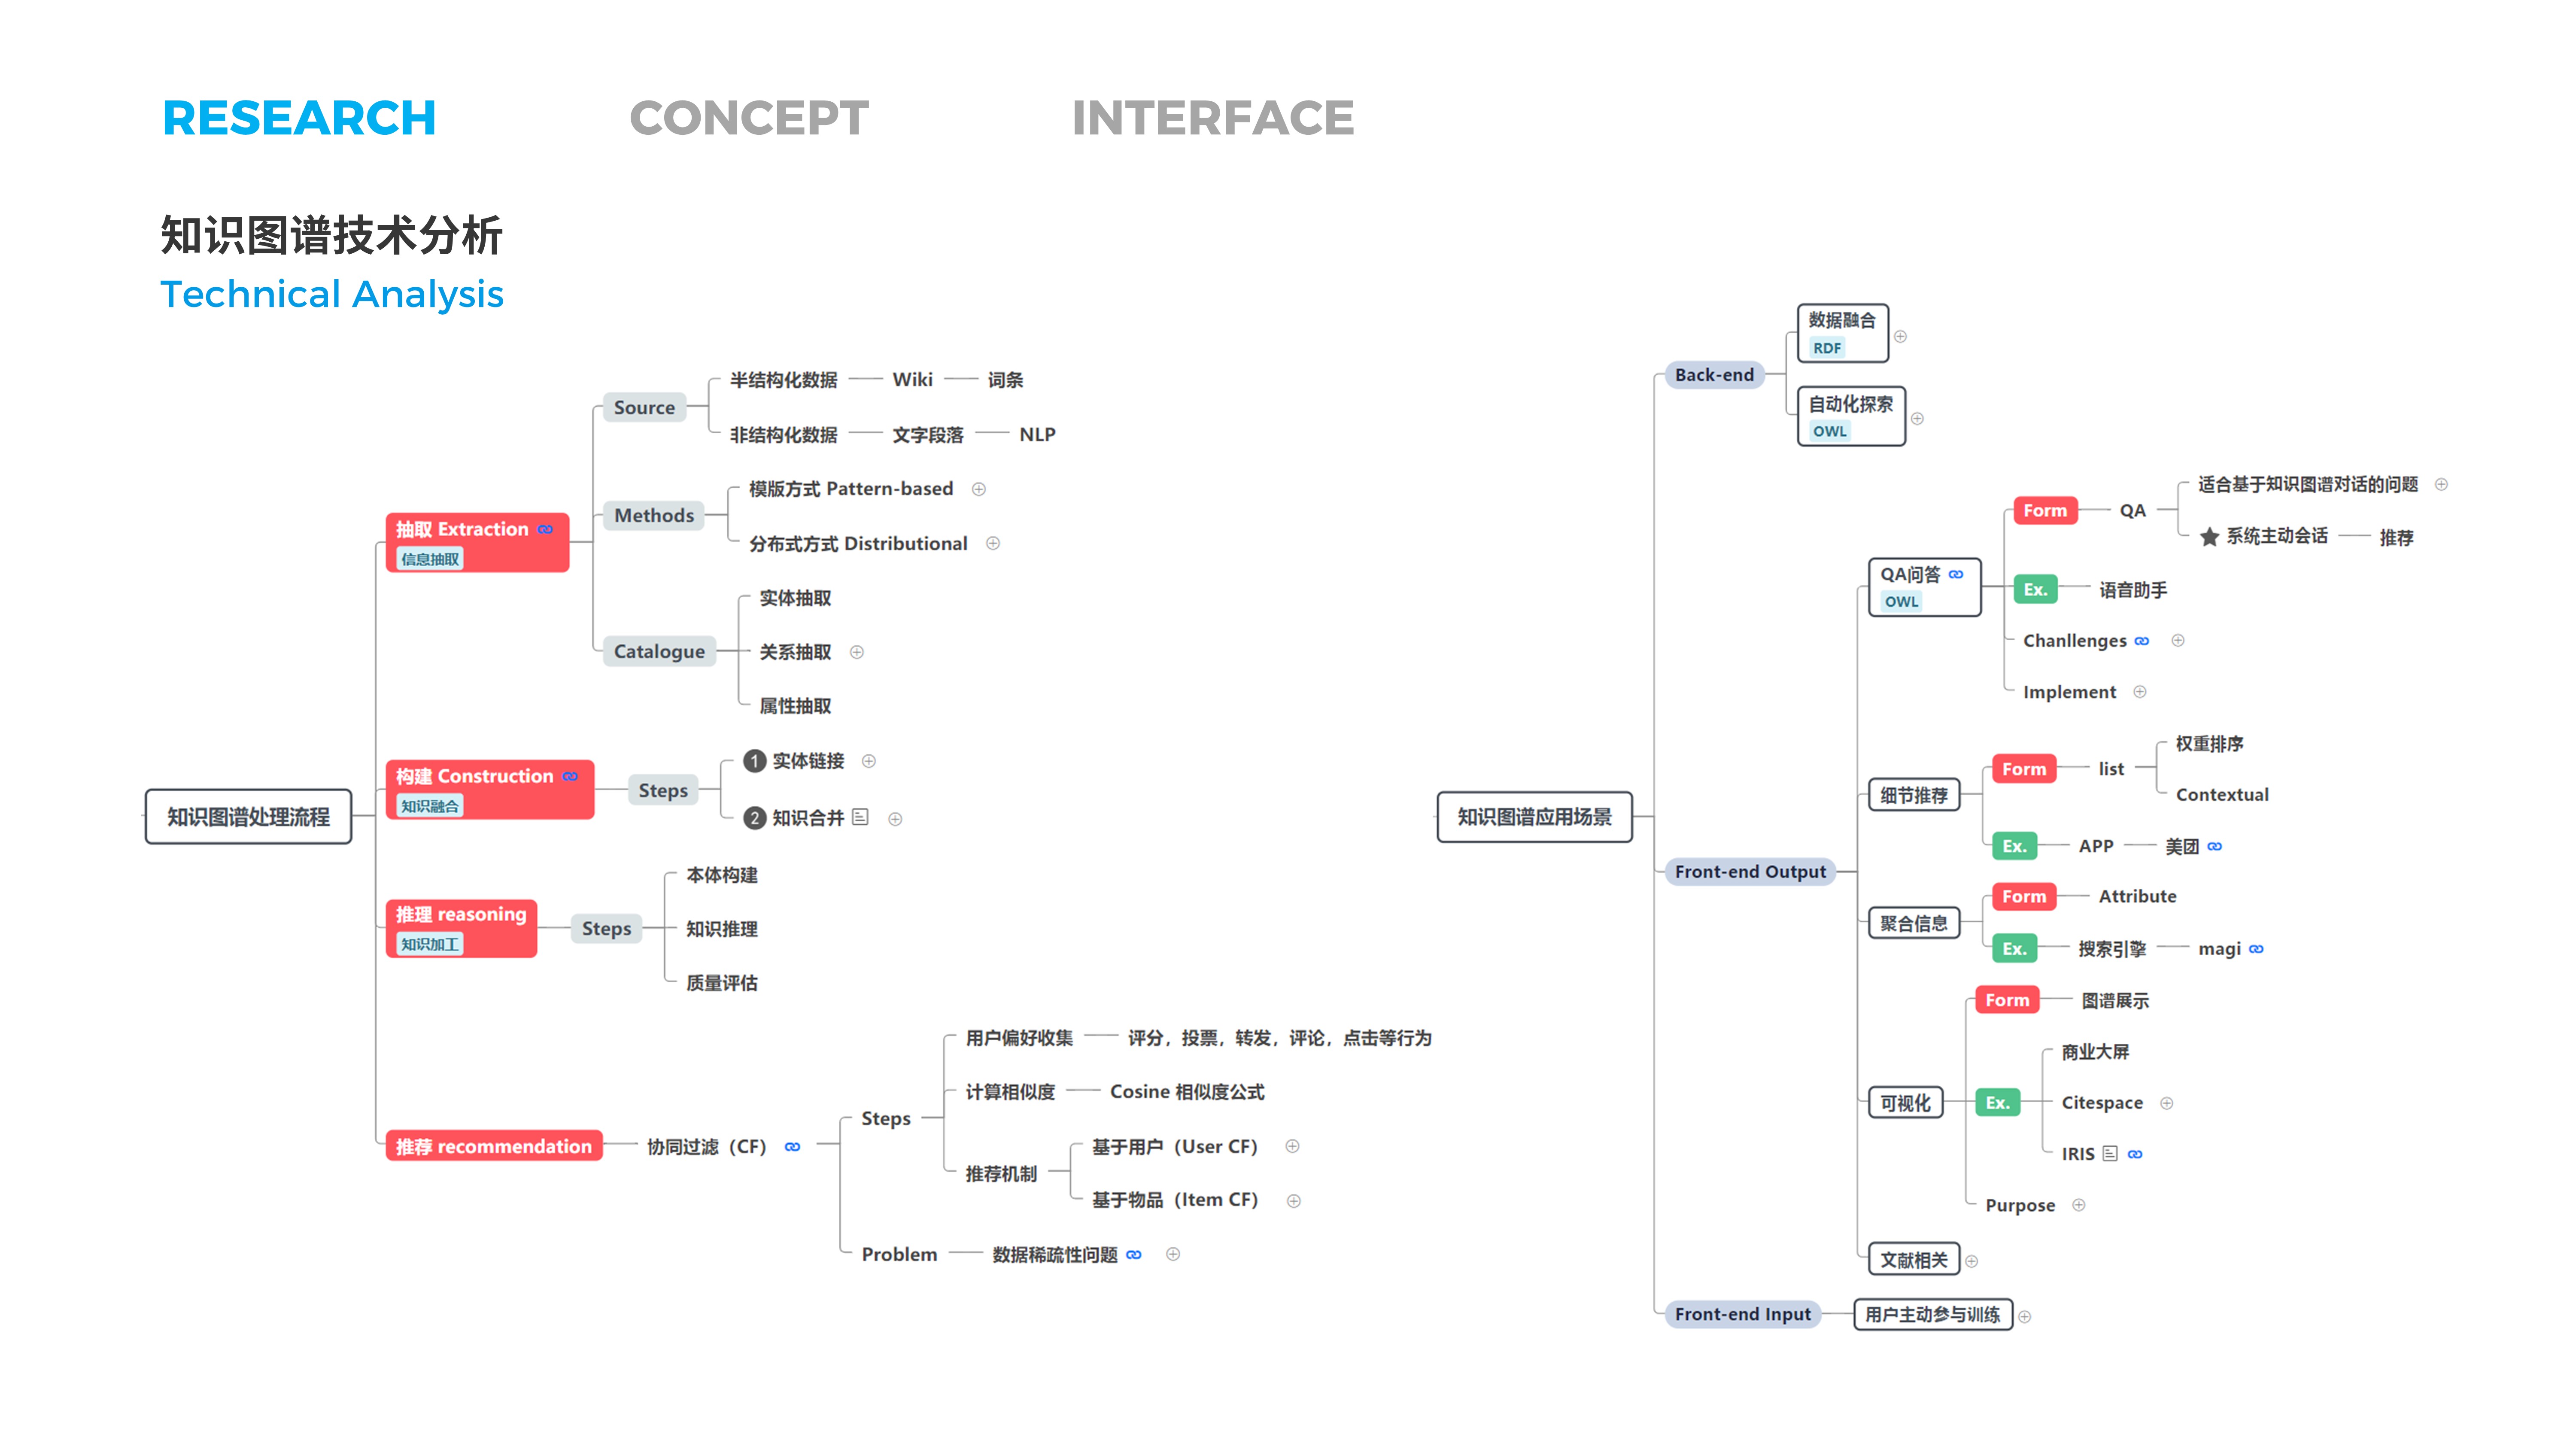 RESEARCH CONCEPT INTERFACE
知识图谱技术分析
Technical Analysis
知识图谱处理流程
抽取 Extraction
信息抽取
Source
半结构化数据 Wiki 词条
非结构化数据 文字段落 NLP
Methods
模版方式 Pattern-based
分布式方式 Distributional
Catalogue
实体抽取
关系抽取
属性抽取
构建 Construction
知识融合
Steps
1 实体链接
2 知识合并
推理 reasoning
知识加工
Steps
本体构建
知识推理
质量评估
推荐 recommendation
协同过滤（CF）
Steps
用户偏好收集 评分，投票，转发，评论，点击等行为
计算相似度 Cosine 相似度公式
推荐机制
基于用户（User CF）
基于物品（Item CF）
Problem 数据稀疏性问题
知识图谱应用场景
Back-end
数据融合
RDF
自动化探索
OWL
Front-end Output
QA问答
OWL
Form QA
适合基于知识图谱对话的问题
系统主动会话 推荐
Ex. 语音助手
Chanllenges
Implement
细节推荐
Form list
权重排序
Contextual
Ex. APP 美团
聚合信息
Form Attribute
Ex. 搜索引擎 magi
可视化
Form 图谱展示
Ex.
商业大屏
Citespace
IRIS
Purpose
文献相关
Front-end Input 用户主动参与训练